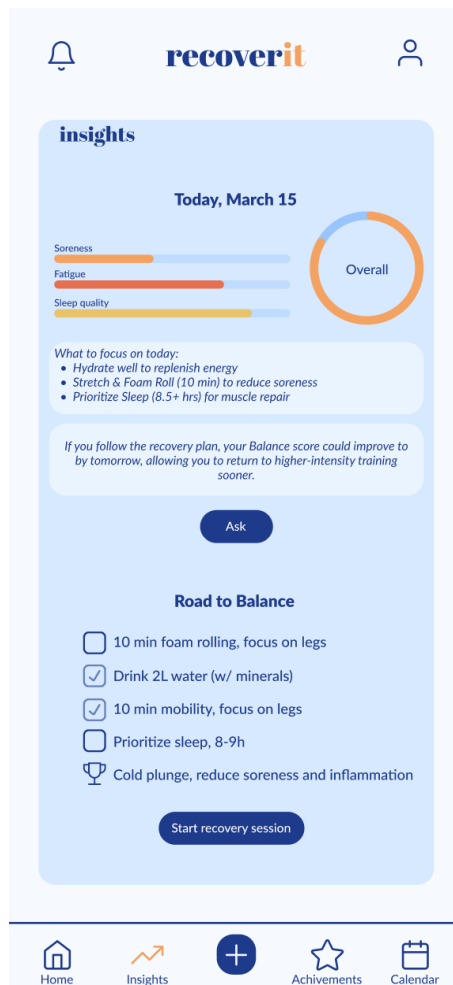 recoverit
insights
Today, March 15
Soreness
Fatigue
Sleep quality
Overall
What to focus on today:
• Hydrate well to replenish energy
• Stretch & Foam Roll (10 min) to reduce soreness
• Prioritize Sleep (8.5+ hrs) for muscle repair
If you follow the recovery plan, your Balance score could improve to
by tomorrow, allowing you to return to higher-intensity training
sooner.
Ask
Road to Balance
10 min foam rolling, focus on legs
Drink 2L water (w/ minerals)
10 min mobility, focus on legs
Prioritize sleep, 8-9h
Cold plunge, reduce soreness and inflammation
Start recovery session
Home
Insights
Achivements
Calendar